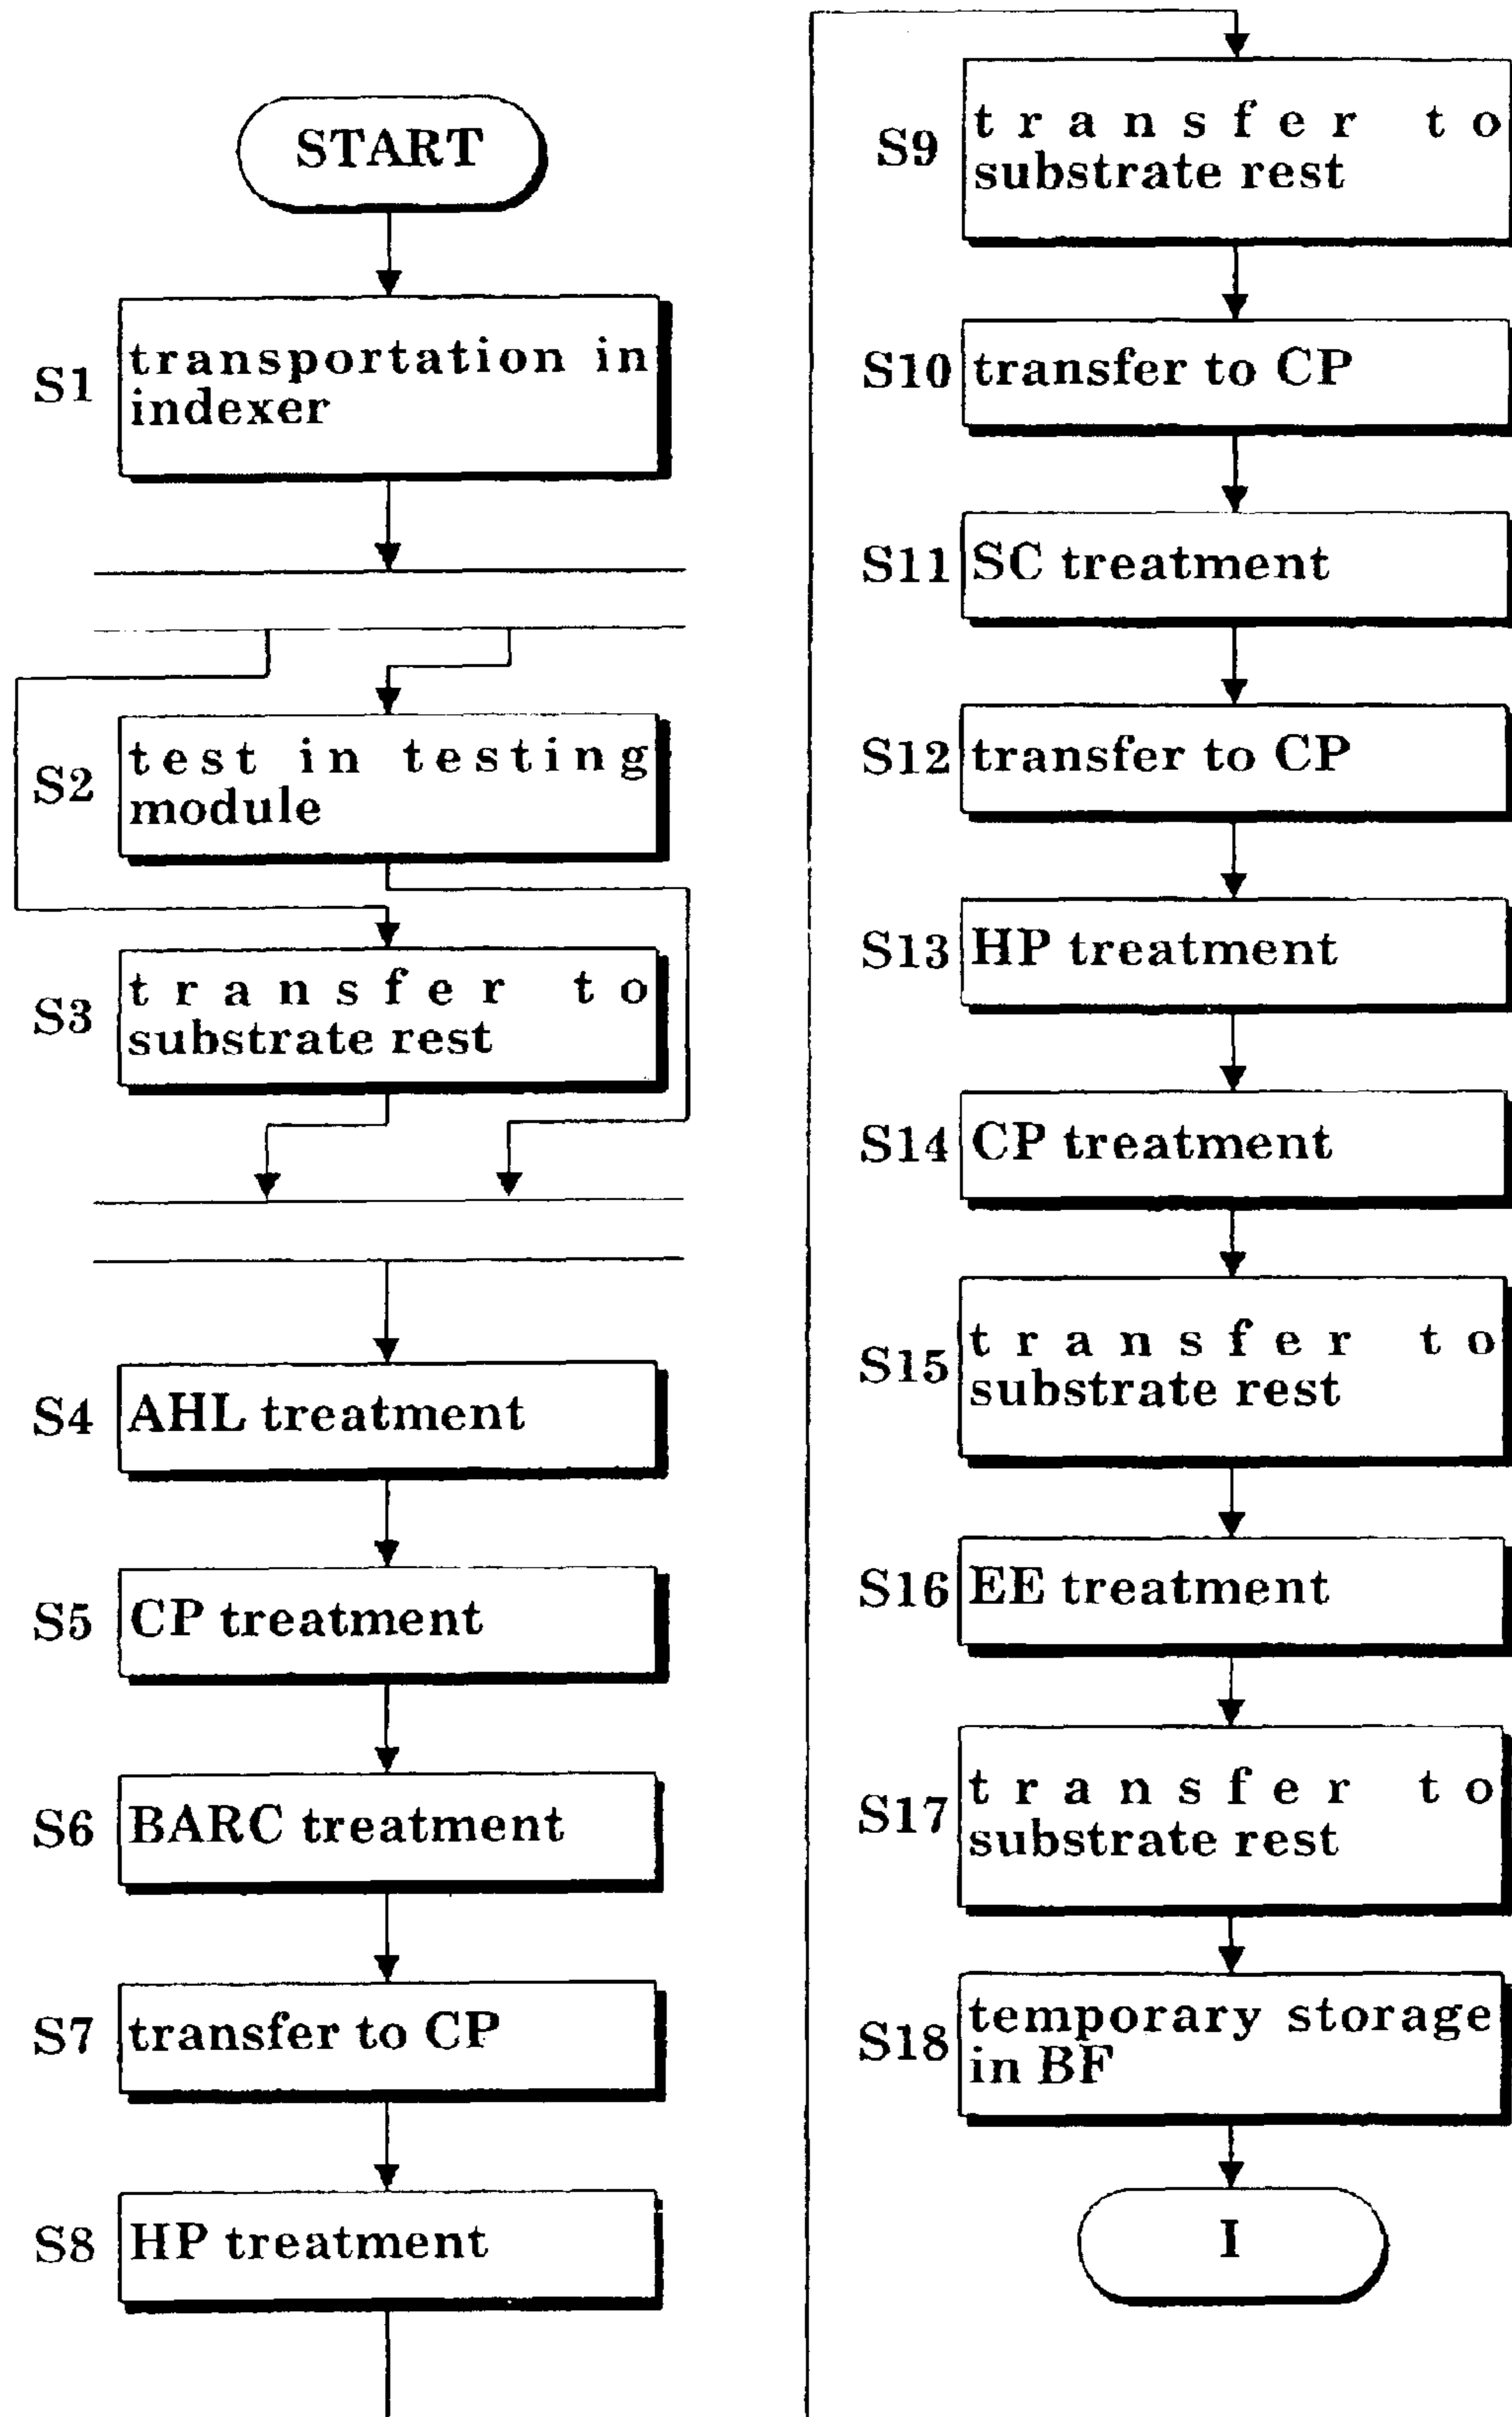 START
S1
transportation in
indexer
S2
test in testing
module
S3
transfer to
substrate rest
S4
AHL treatment
S5
CP treatment
S6
BARC treatment
S7
transfer to CP
S8
HP treatment
S9
transfer to
substrate rest
S10
transfer to CP
S11
SC treatment
S12
transfer to CP
S13
HP treatment
S14
CP treatment
S15
transfer to
substrate rest
S16
EE treatment
S17
transfer to
substrate rest
S18
temporary storage
in BF
I